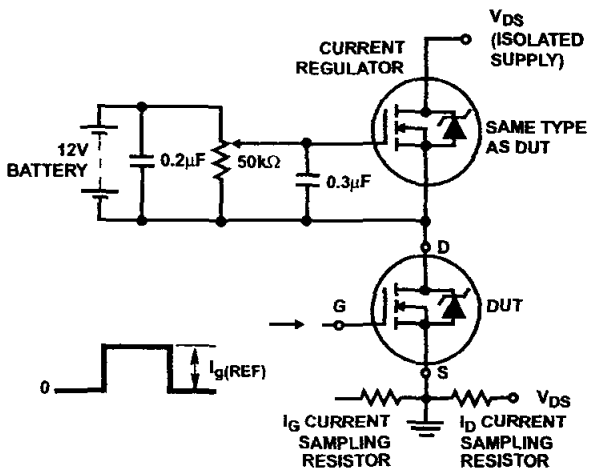 VDS
(ISOLATED
SUPPLY)
CURRENT
REGULATOR
12V
BATTERY
0.2μF
50kΩ
0.3μF
SAME TYPE
AS DUT
D
G
DUT
0
Ig(REF)
S
VDS
IG CURRENT
SAMPLING
RESISTOR
ID CURRENT
SAMPLING
RESISTOR